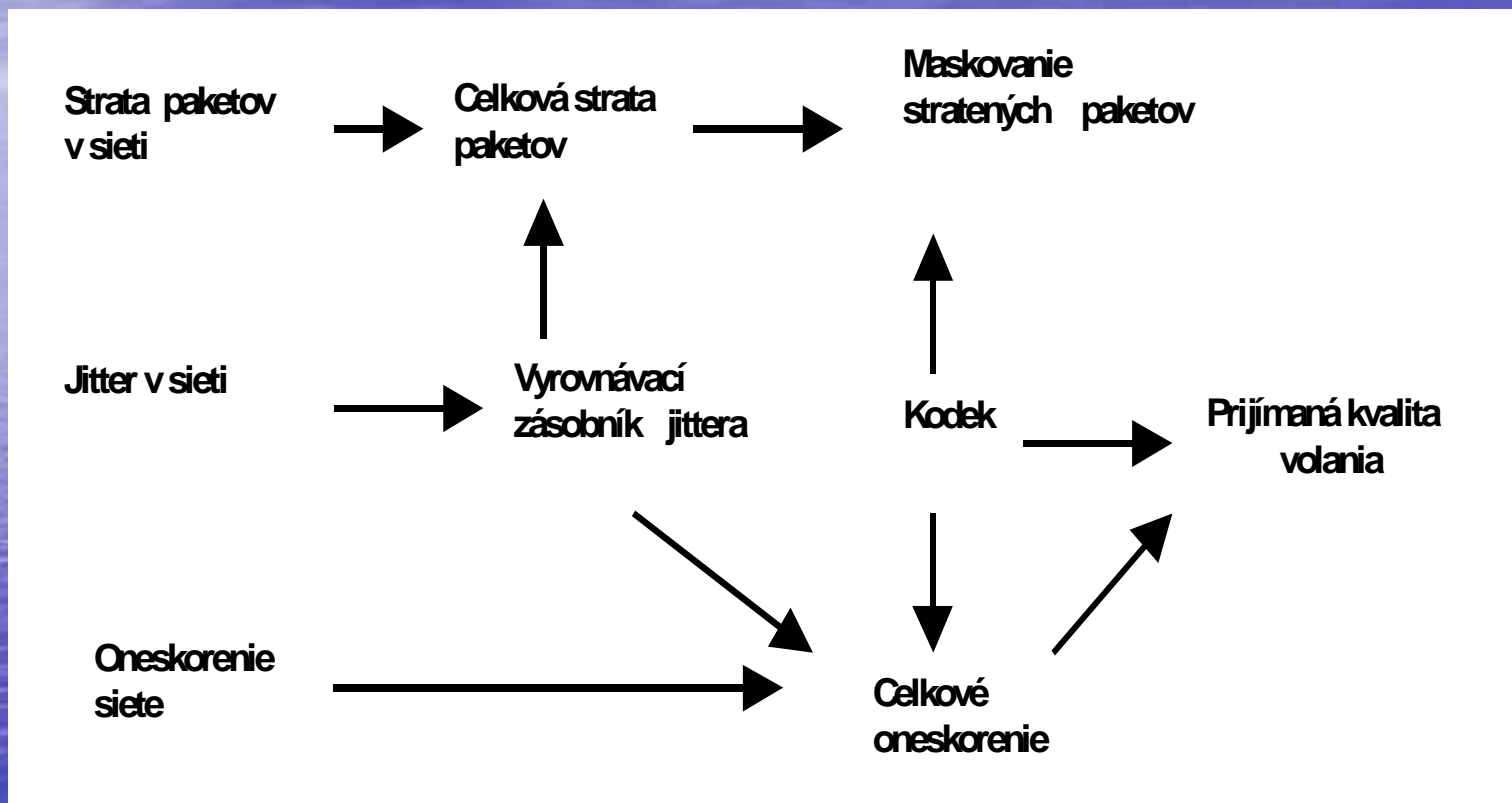 Strata paketov
v sieti
Celková strata
paketov
Maskovanie
stratených paketov
Jitter v sieti
Vyrovnávací
zásobník jittera
Kodek
Prijímaná kvalita
volania
Oneskorenie
siete
Celkové
oneskorenie